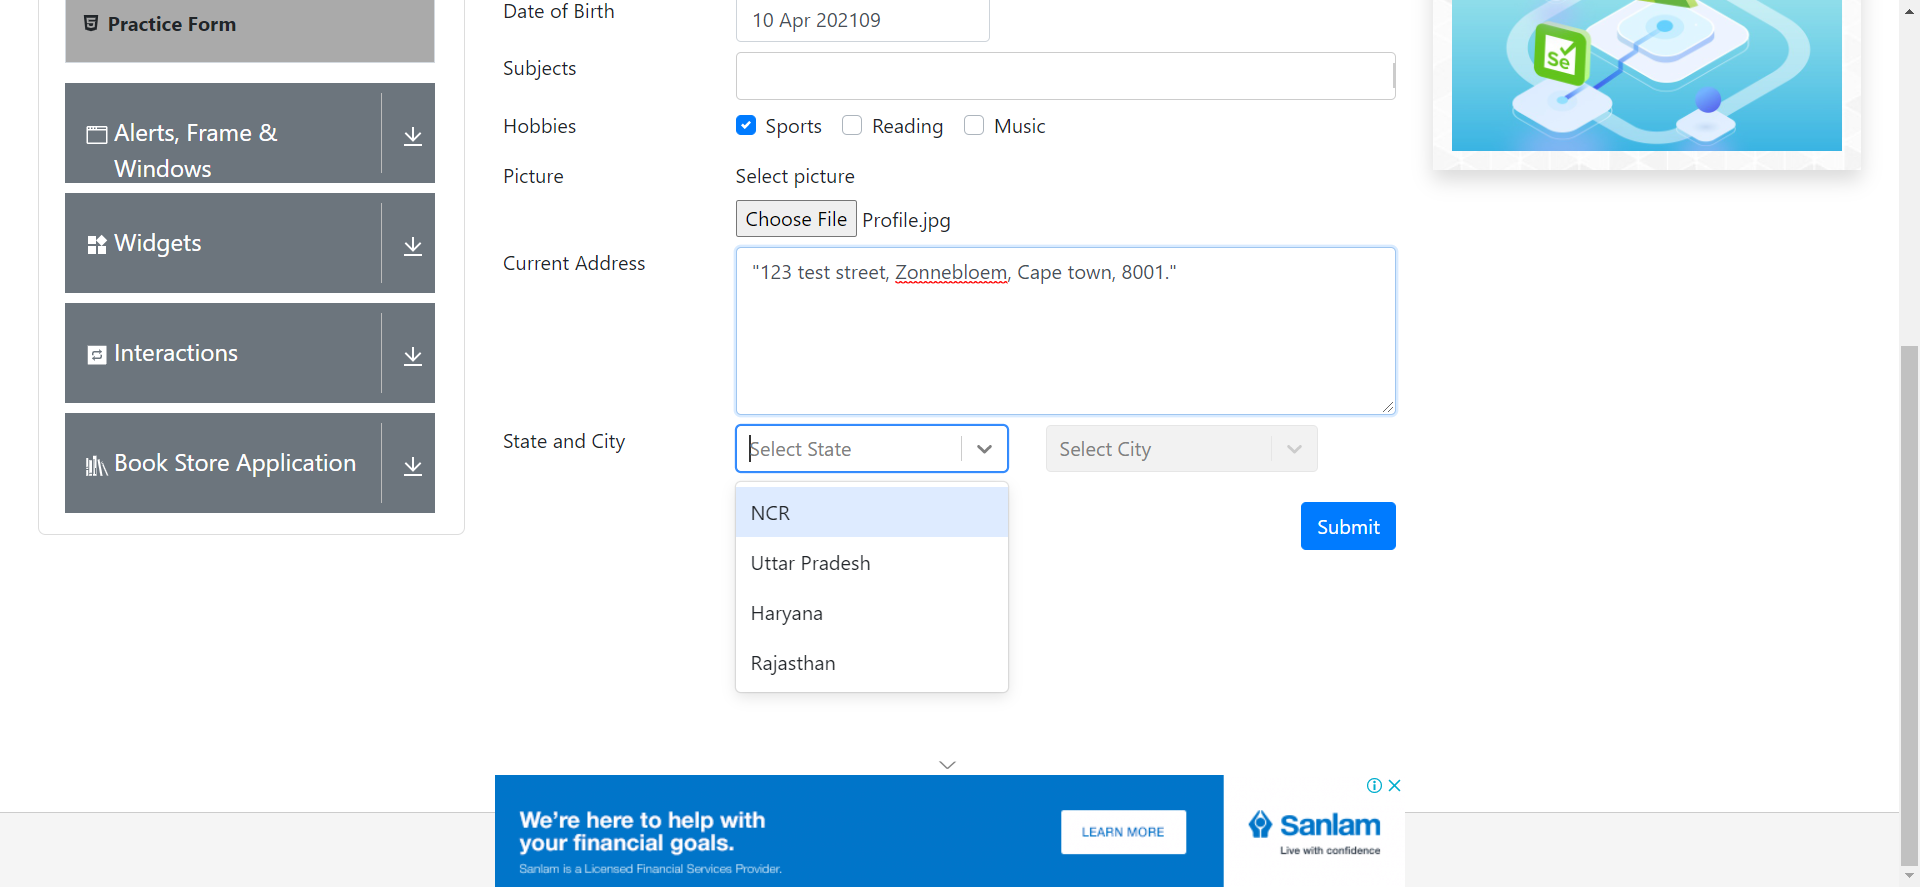 Practice Form
Alerts, Frame &
Windows
Widgets
Interactions
Book Store Application
Date of Birth
10 Apr 202109
Subjects
Hobbies
Sports
Reading
Music
Picture
Select picture
Choose File Profile.jpg
Current Address
"123 test street, Zonnebloem, Cape town, 8001."
State and City
Select State
Select City
NCR
Uttar Pradesh
Haryana
Rajasthan
Submit
Se
We're here to help with
your financial goals.
Sanlam is a Licensed Financial Services Provider.
LEARN MORE
Sanlam
Live with confidence